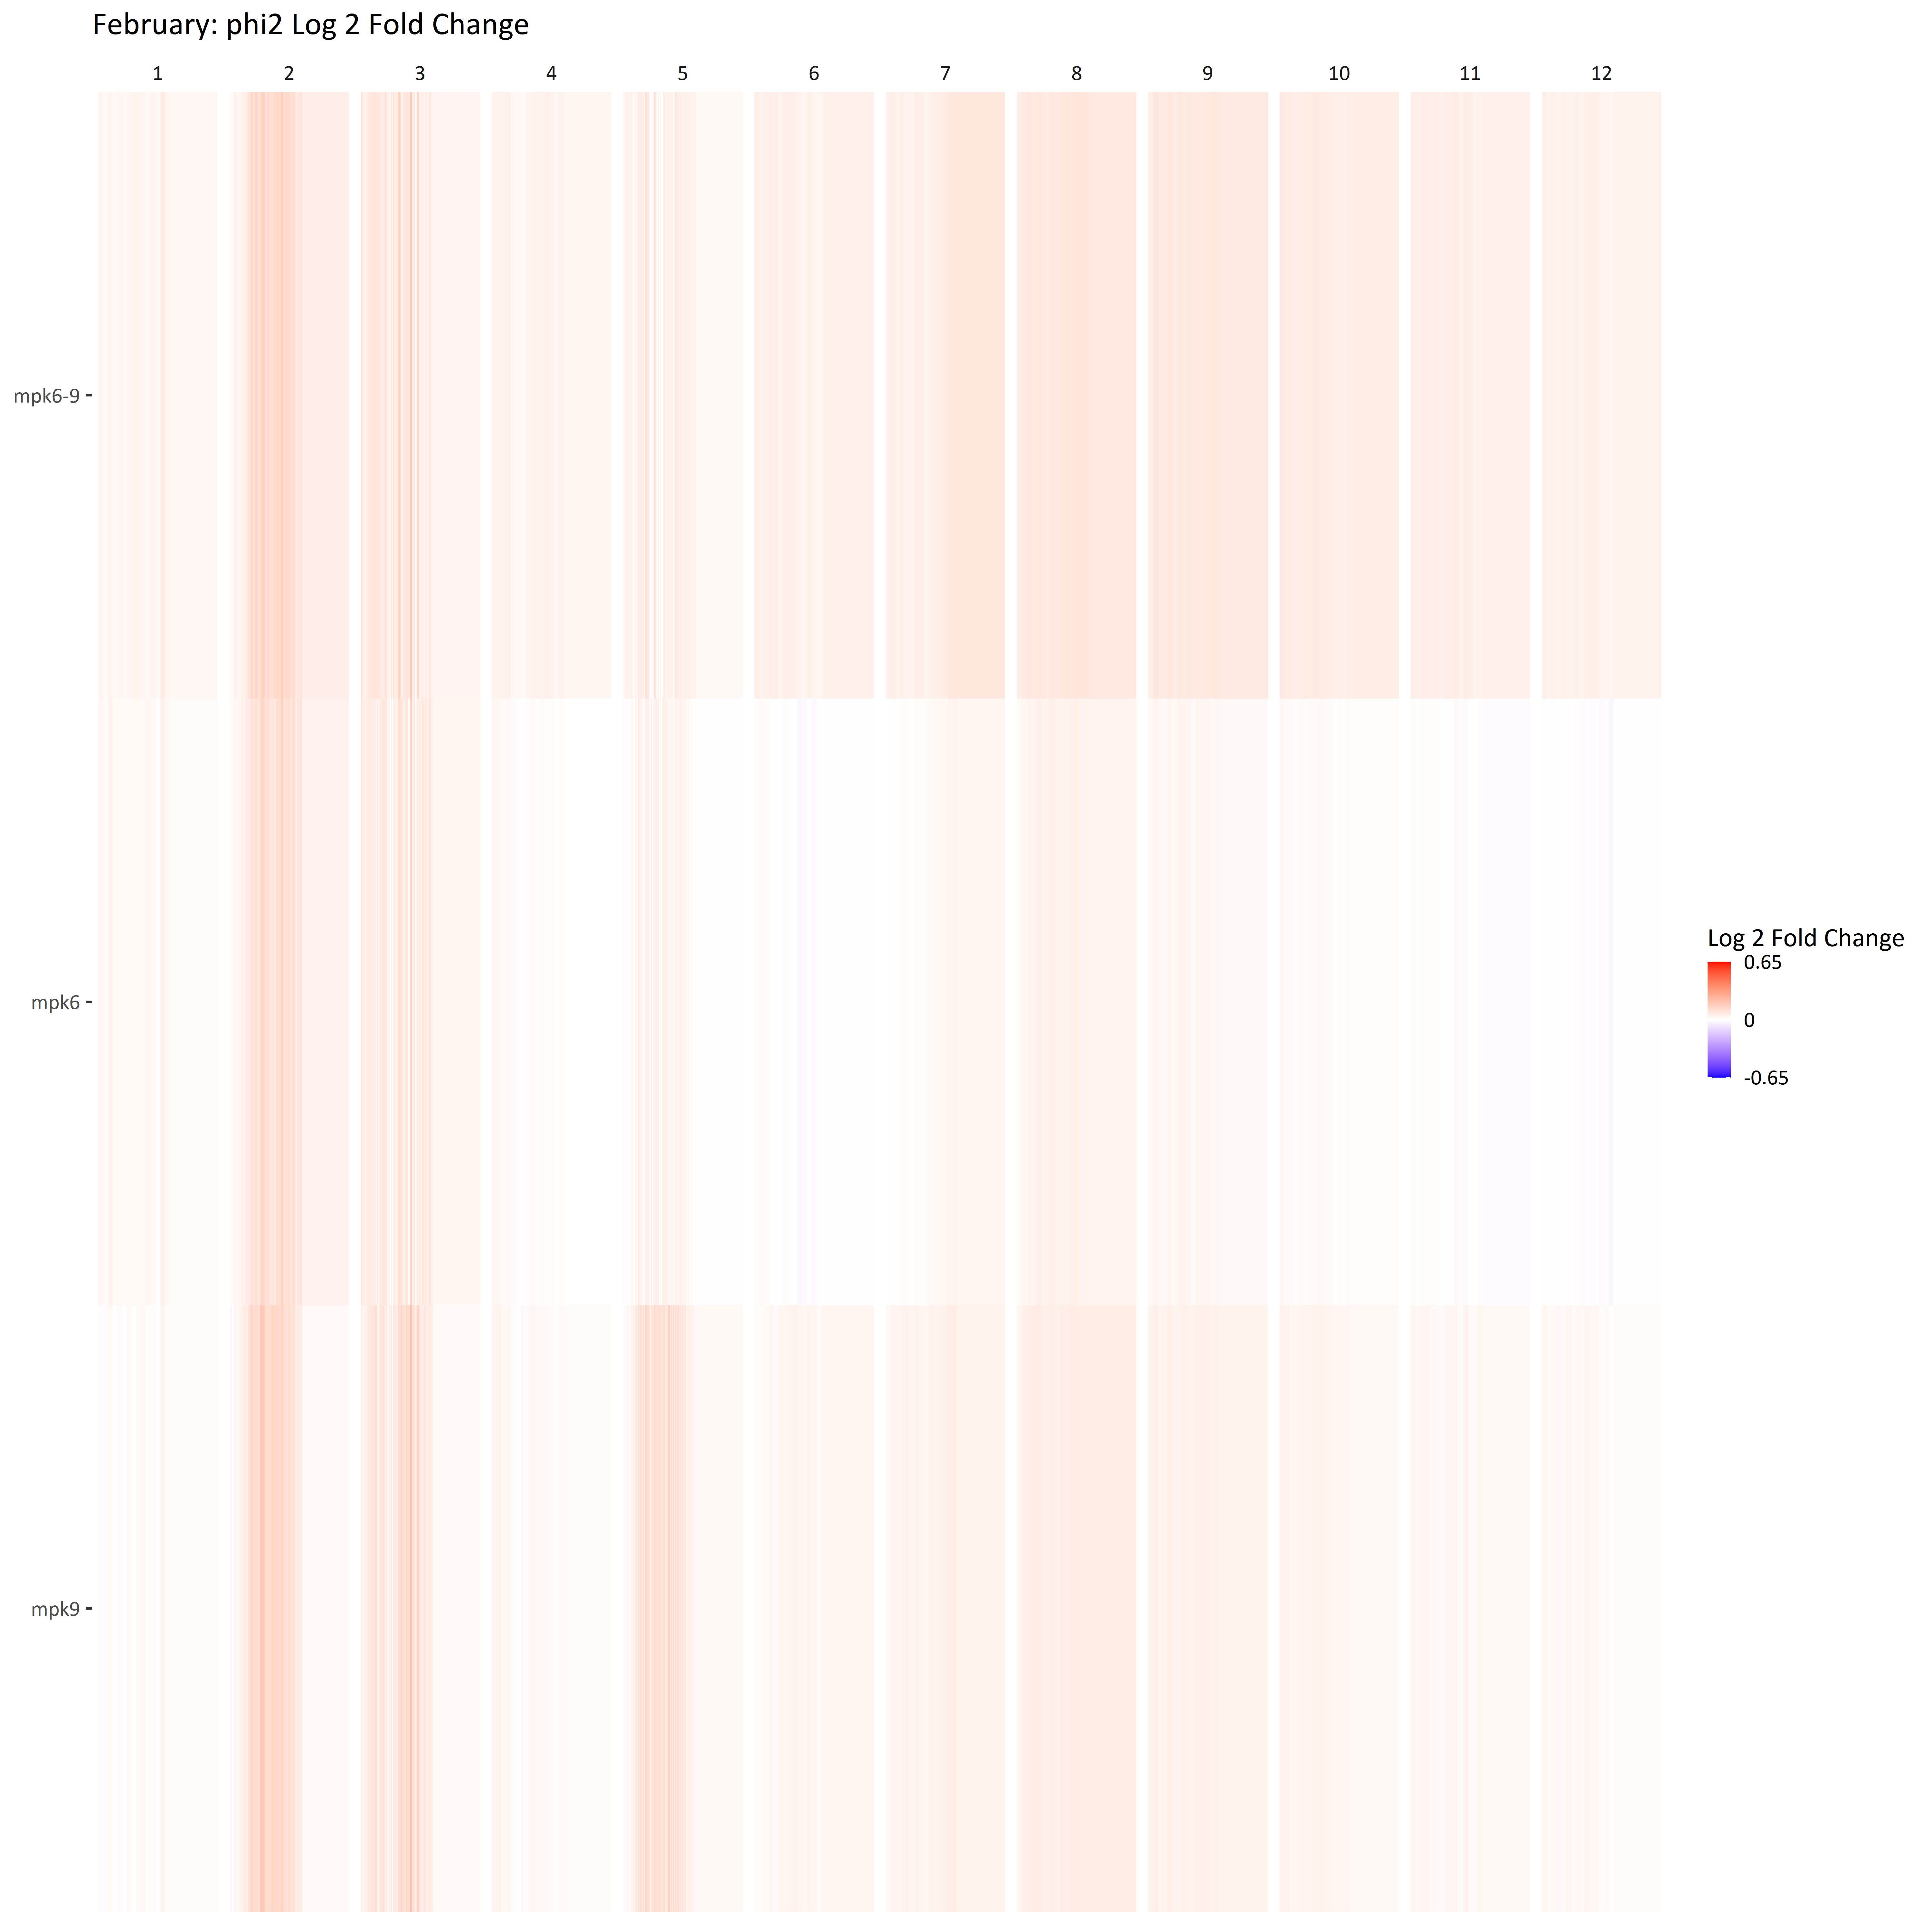 February: phi2 Log 2 Fold Change
1 2 3 4 5 6 7 8 9 10 11 12
mpk6-9
mpk6
Log 2 Fold Change
0.65
0
-0.65
mpk9